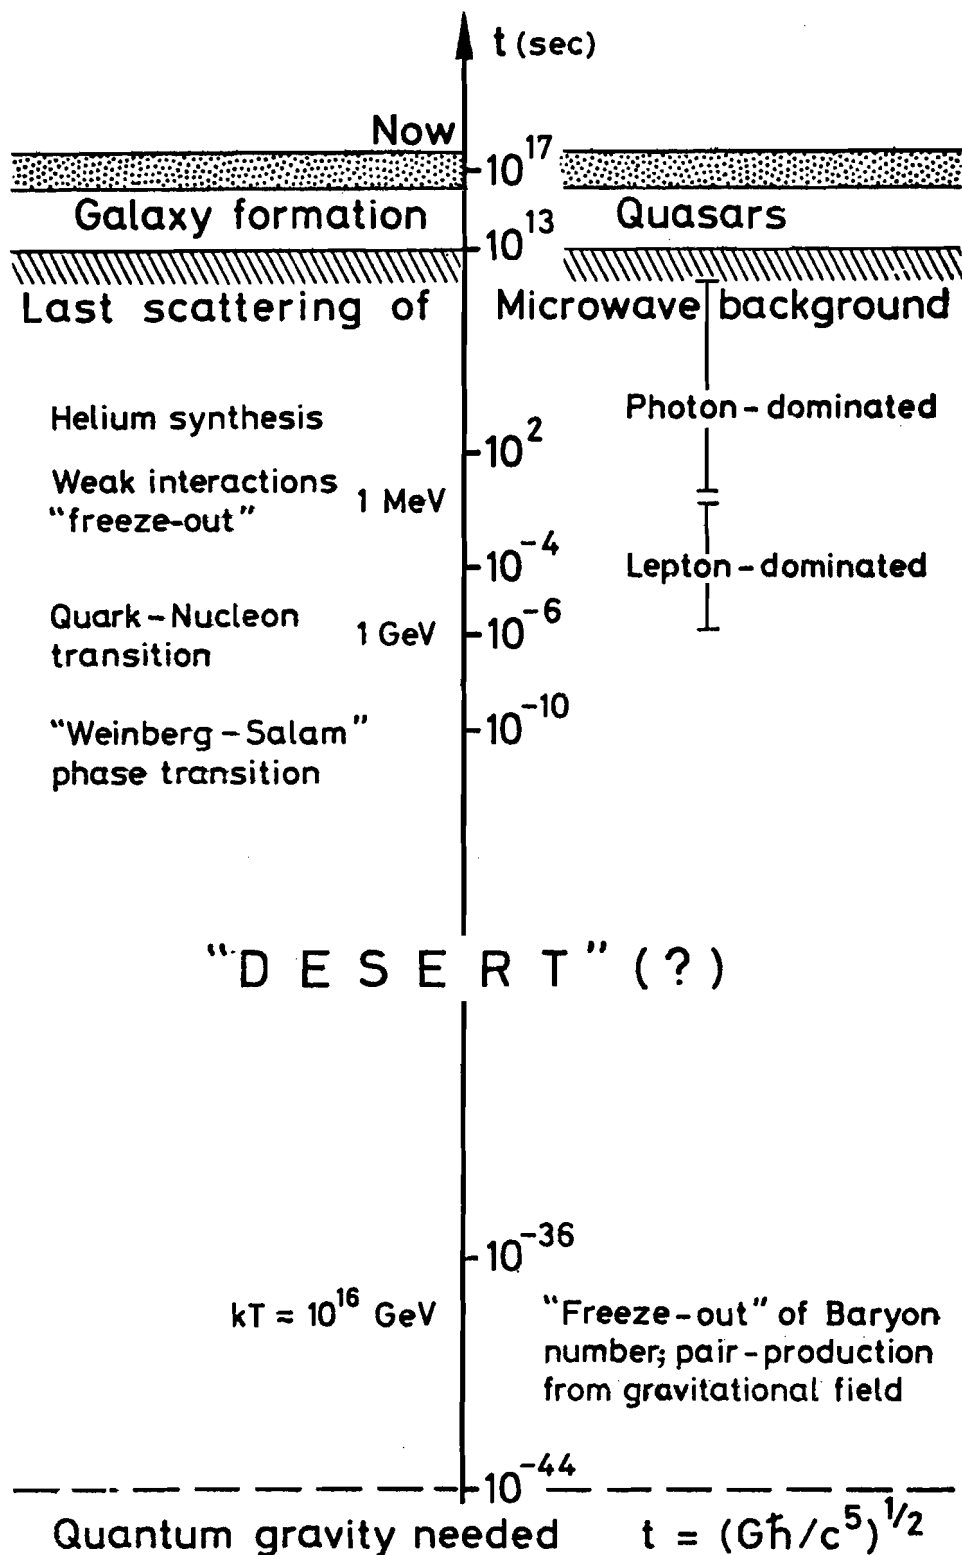 t (sec)
Now
10^17
Galaxy formation
Quasars
10^13
Last scattering of Microwave background
Photon-dominated
Helium synthesis
10^2
Weak interactions
"freeze-out"
1 MeV
10^-4
Lepton-dominated
Quark-Nucleon
transition
1 GeV
10^-6
"Weinberg-Salam"
phase transition
10^-10
"DESERT" (?)
10^-36
kT = 10^16 GeV
"Freeze-out" of Baryon
number; pair-production
from gravitational field
10^-44
Quantum gravity needed t = (Għ/c^5)^1/2